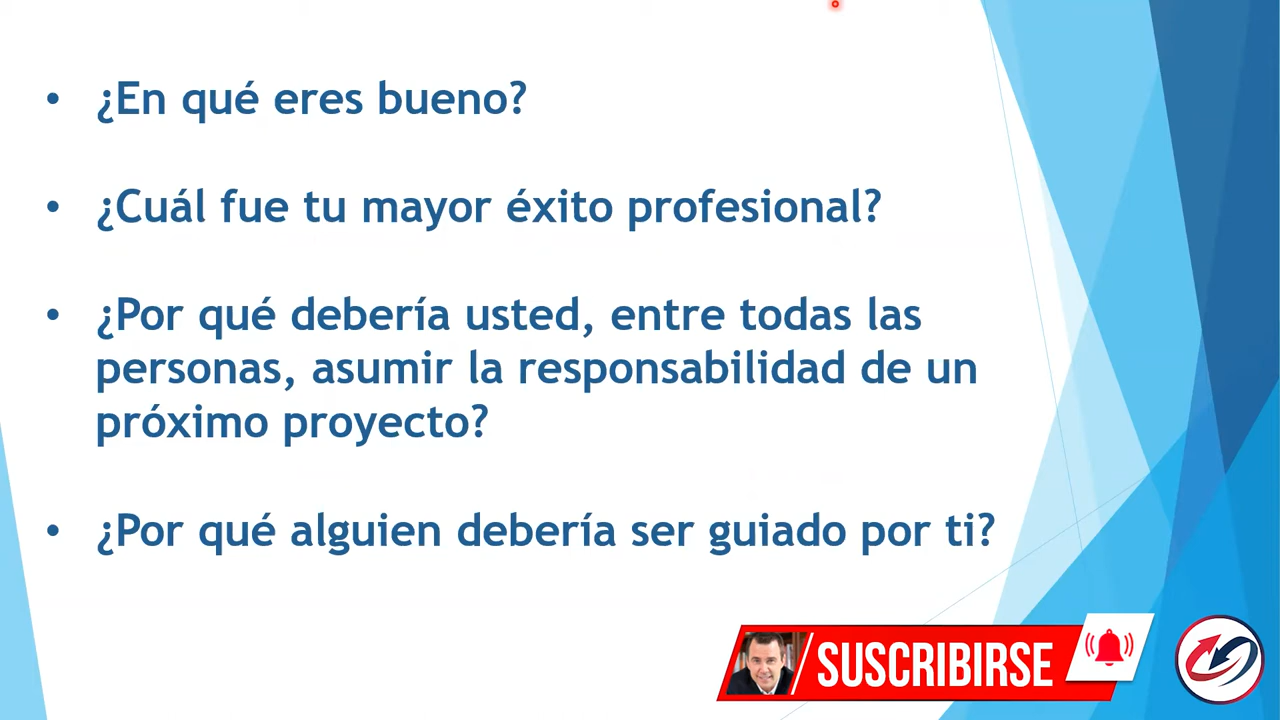 • ¿En qué eres bueno?
• ¿Cuál fue tu mayor éxito profesional?
• ¿Por qué debería usted, entre todas las
personas, asumir la responsabilidad de un
próximo proyecto?
• ¿Por qué alguien debería ser guiado por ti?
SUSCRIBIRSE